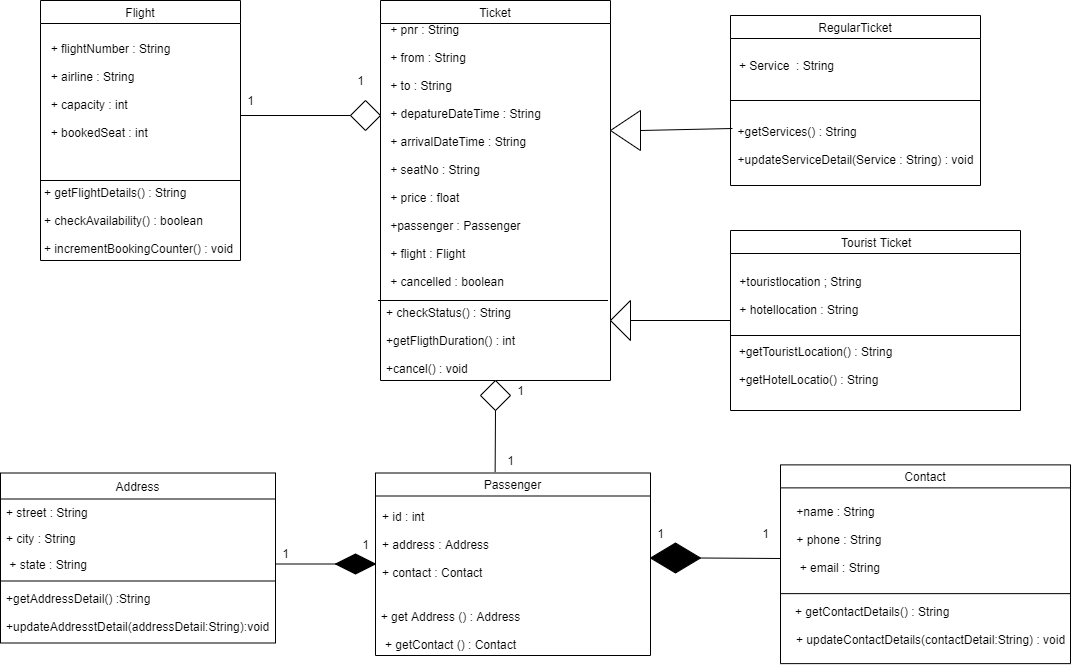 Flight
+ flightNumber : String
+ airline : String
+ capacity : int
+ bookedSeat : int
+ getFlightDetails() : String
+ checkAvailability() : boolean
+ incrementBookingCounter() : void
1
1
Ticket
+ pnr : String
+ from : String
+ to : String
+ depatureDateTime : String
+ arrivalDateTime : String
+ seatNo : String
+ price : float
+passenger : Passenger
+ flight : Flight
+ cancelled : boolean
+ checkStatus() : String
+getFligthDuration() : int
+cancel() : void
RegularTicket
+ Service : String
+getServices() : String
+updateServiceDetail(Service : String) : void
Tourist Ticket
+touristlocation ; String
+ hotellocation : String
+getTouristLocation() : String
+getHotelLocatio() : String
1
1
Address
+ street : String
+ city : String
+ state : String
+getAddressDetail() :String
+updateAddresstDetail(addressDetail:String):void
1
1
Passenger
+ id : int
+ address : Address
+ contact : Contact
+ get Address () : Address
+ getContact () : Contact
1
1
Contact
+name : String
+ phone : String
+ email : String
+ getContactDetails() : String
+ updateContactDetails(contactDetail:String) : void